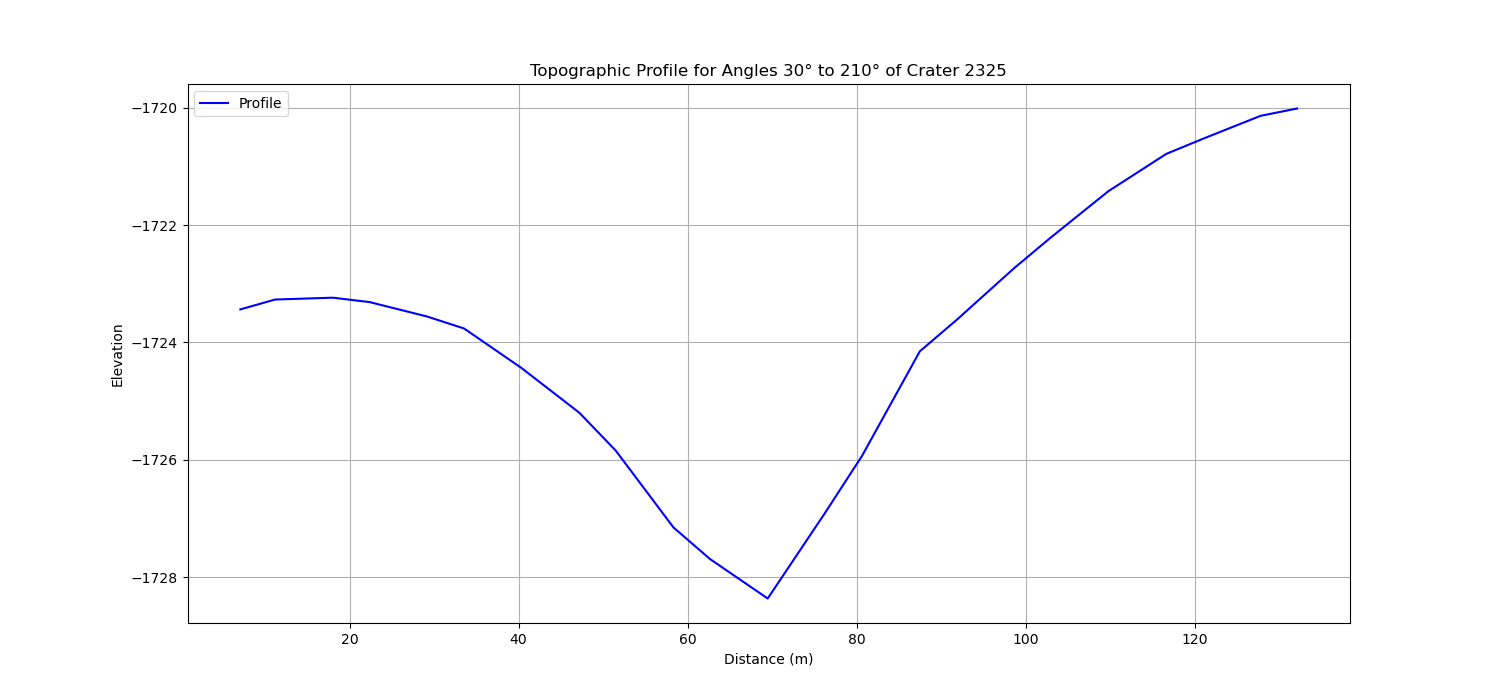 Topographic Profile for Angles 30° to 210° of Crater 2325
Profile
−1720
−1722
−1724
−1726
−1728
Elevation
20 40 60 80 100 120
Distance (m)